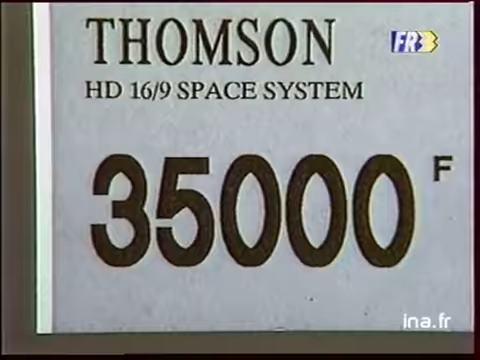 THOMSON
FR3
HD 16/9 SPACE SYSTEM
35000 F
ina.fr